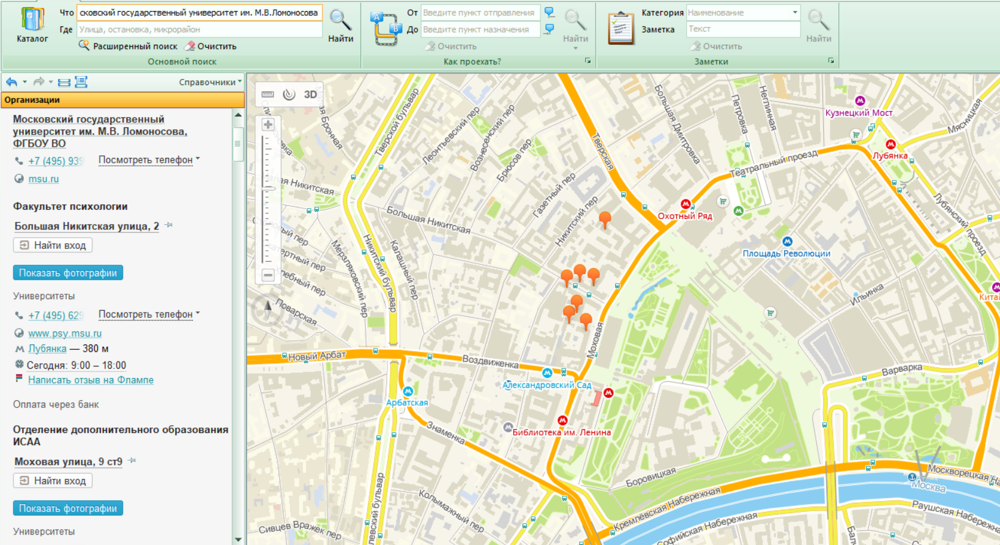 Каталог
Что
сковский государственный университет им. М.В.Ломоносова
Где
Улица, остановка, микрорайон
Расширенный поиск
Очистить
Найти
Основной поиск
От
Введите пункт отправления
До
Введите пункт назначения
Очистить
Найти
Как проехать?
Категория
Наименование
Заметка
Текст
Очистить
Найти
Заметки
Справочники
Организации
Московский государственный
университет им. М.В. Ломоносова,
ФГБОУ ВО
+7 (495) 939
Посмотреть телефон
msu.ru
Факультет психологии
Большая Никитская улица, 2
Найти вход
Показать фотографии
Университеты
+7 (495) 629
Посмотреть телефон
www.psy.msu.ru
Лубянка — 380 м
Сегодня: 9:00 – 18:00
Написать отзыв на Флампе
Оплата через банк
Отделение дополнительного образования
ИСАА
Моховая улица, 9 ст9
Найти вход
Показать фотографии
Университеты
3D
ая Бронная
Тверской бульвар
Леонтьевский пер
Вознесенский пер
Брюсов пер
Газетный пер
Никитский пер
Тверская
Большая Дмитровка
Петровка
Неглинная
Кузнецкий Мост
Мясницкая
Лубянка
Театральный проезд
Лубянский проезд
Охотный Ряд
Площадь Революции
алая Никитская
Большая Никитская
Никитский бульвар
Калашный пер
Мерзляковский пер
Поварская
Ильинка
Китай
Моховая
Новый Арбат
Воздвиженка
Александровский Сад
Арбатская
Библиотека им. Ленина
Варварка
Знаменка
Боровицкая
Кремлёвская Набережная
Москворецкая На
Москва
Раушская Набережна
Софийская Набережная
Колымажный пер
Сивцев Вражек пер
левский бульвар
Бал